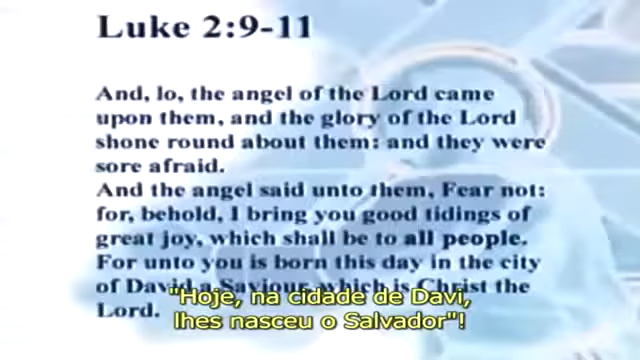 Luke 2:9-11
And, lo, the angel of the Lord came
upon them, and the glory of the Lord
shone round about them: and they were
sore afraid.
And the angel said unto them, Fear not:
for, behold, I bring you good tidings of
great joy, which shall be to all people.
For unto you is born this day in the city
of David a Saviour, which is Christ the
Lord.
"Hoje, na cidade de Davi,
lhes nasceu o Salvador"!